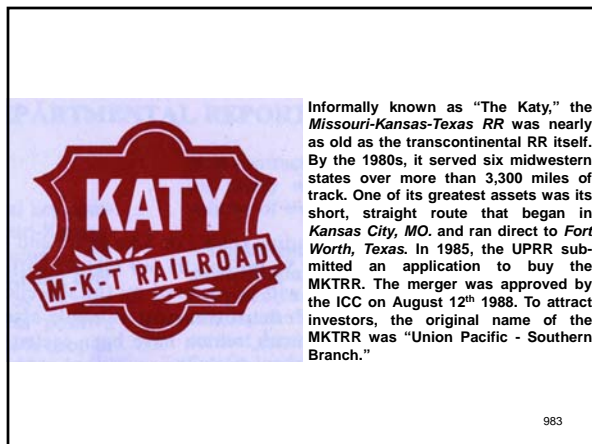 PARTMENTAL REPORT
KATY
M-K-T RAILROAD
Informally known as “The Katy,” the
Missouri-Kansas-Texas RR was nearly
as old as the transcontinental RR itself.
By the 1980s, it served six midwestern
states over more than 3,300 miles of
track. One of its greatest assets was its
short, straight route that began in
Kansas City, MO. and ran direct to Fort
Worth, Texas. In 1985, the UPRR sub-
mitted an application to buy the
MKTRR. The merger was approved by
the ICC on August 12th 1988. To attract
investors, the original name of the
MKTRR was “Union Pacific - Southern
Branch.”
983